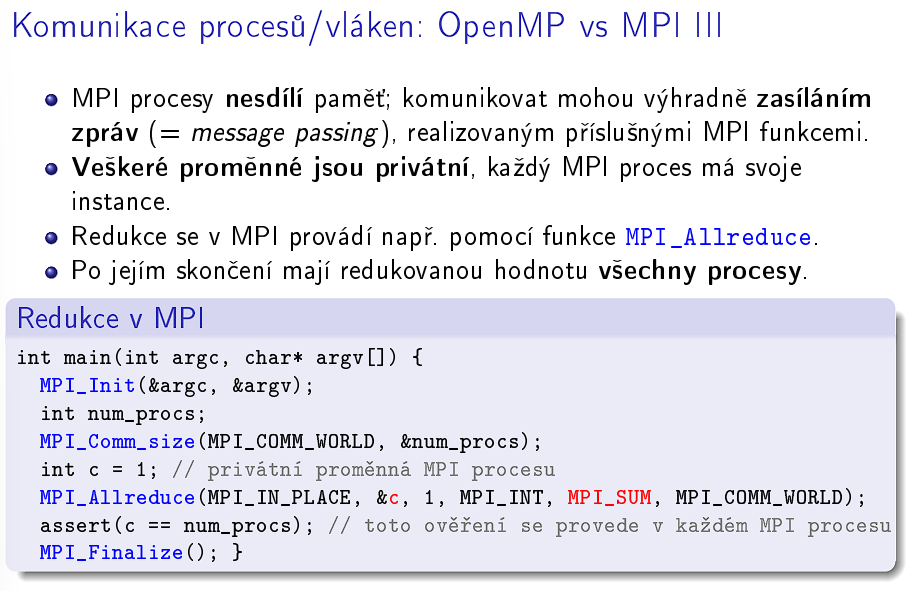 Komunikace procesů/vláken: OpenMP vs MPI III
MPI procesy nesdílí paměť; komunikovat mohou výhradně zasíláním
zpráv (= message passing), realizovaným příslušnými MPI funkcemi.
Veškeré proměnné jsou privátní, každý MPI proces má svoje
instance.
Redukce se v MPI provádí např. pomocí funkce MPI_Allreduce.
Po jejím skončení mají redukovanou hodnotu všechny procesy.
Redukce v MPI
int main(int argc, char* argv[]) {
MPI_Init(&argc, &argv);
int num_procs;
MPI_Comm_size(MPI_COMM_WORLD, &num_procs);
int c = 1; // privátní proměnná MPI procesu
MPI_Allreduce(MPI_IN_PLACE, &c, 1, MPI_INT, MPI_SUM, MPI_COMM_WORLD);
assert(c == num_procs); // toto ověření se provede v každém MPI procesu
MPI_Finalize(); }